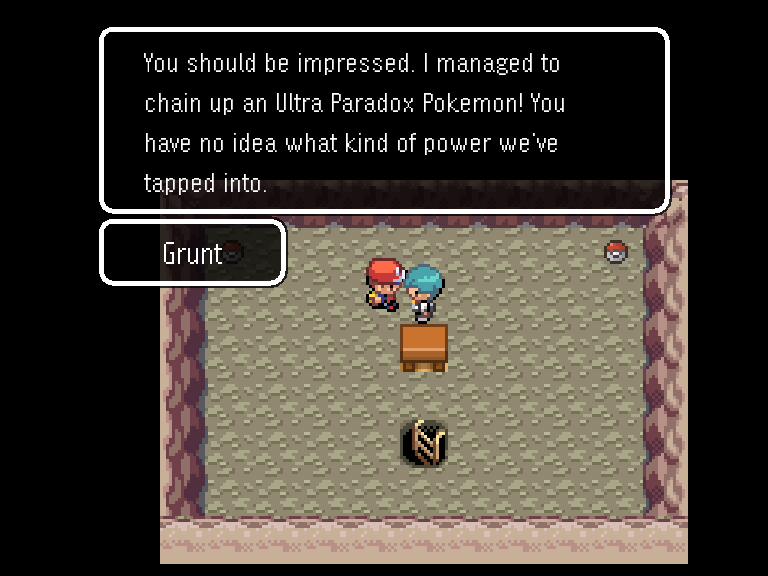 You should be impressed. I managed to
chain up an Ultra Paradox Pokemon! You
have no idea what kind of power we've
tapped into.
Grunt